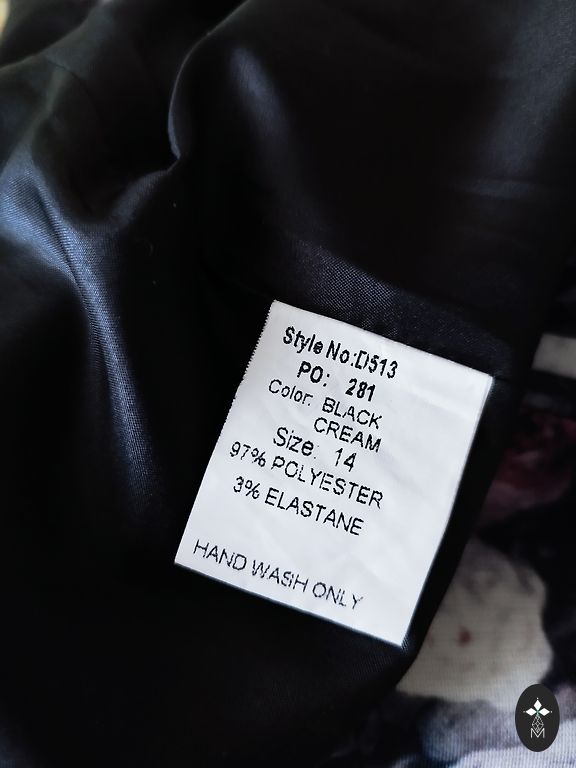 Style No:D513
PO: 281
Color: BLACK
CREAM
Size: 14
97% POLYESTER
3% ELASTANE
HAND WASH ONLY
M